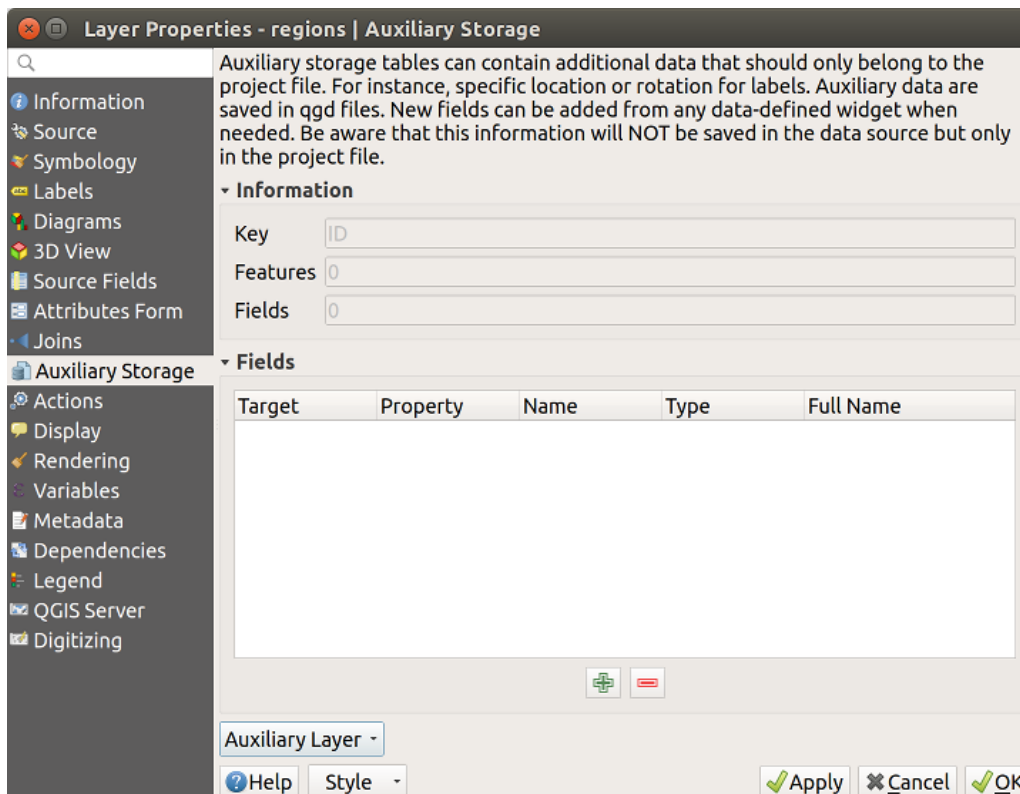 Layer Properties - regions | Auxiliary Storage
Information
Source
Symbology
Labels
Diagrams
3D View
Source Fields
Attributes Form
Joins
Auxiliary Storage
Actions
Display
Rendering
Variables
Metadata
Dependencies
Legend
QGIS Server
Digitizing
Auxiliary storage tables can contain additional data that should only belong to the
project file. For instance, specific location or rotation for labels. Auxiliary data are
saved in qgd files. New fields can be added from any data-defined widget when
needed. Be aware that this information will NOT be saved in the data source but only
in the project file.
Information
Key ID
Features 0
Fields 0
Fields
Target Property Name Type Full Name
Auxiliary Layer
Help Style Apply Cancel OK